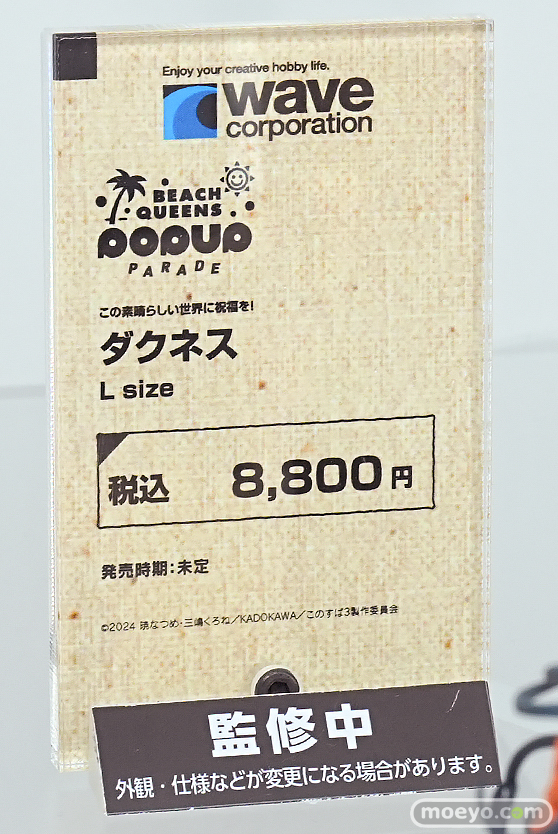 Enjoy your creative hobby life.
wave
corporation
BEACH
QUEENS
POPUP
PARADE
この素晴らしい世界に祝福を!
ダクネス
L size
税込 8,800円
発売時期:未定
©2024 暁なつめ・三嶋くろね/KADOKAWA/このすば3製作委員会
監修中
外観・仕様などが変更になる場合があります。
moeyo.com